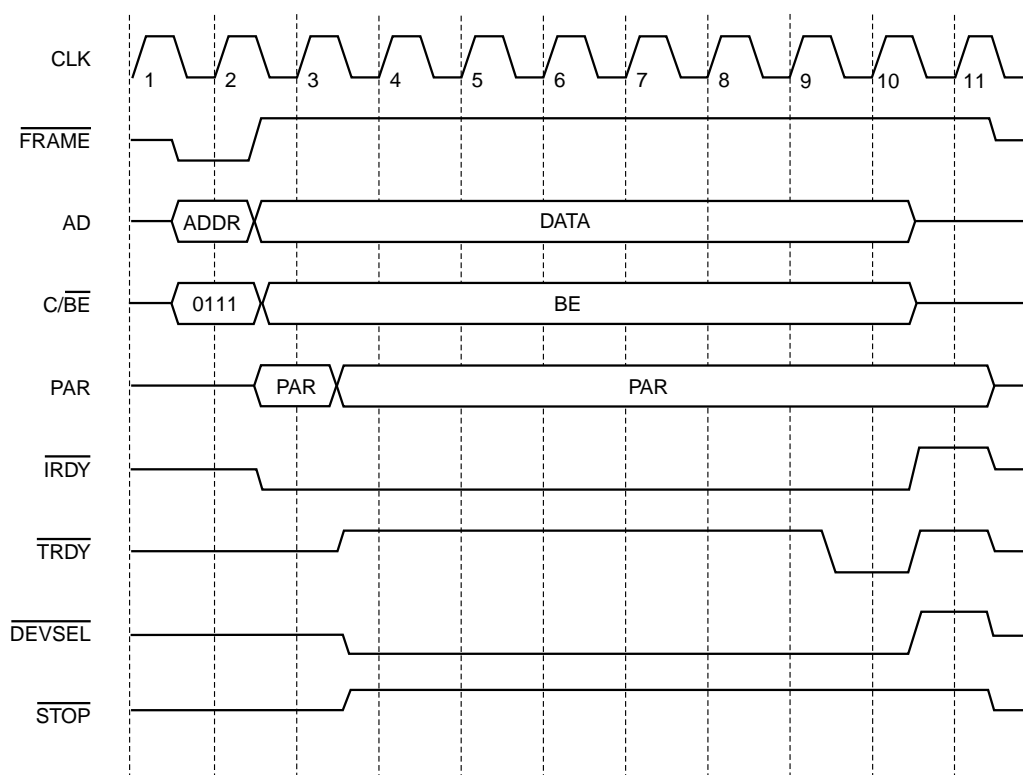 CLK
1 2 3 4 5 6 7 8 9 10 11
FRAME
AD ADDR DATA
C/BE 0111 BE
PAR PAR PAR
IRDY
TRDY
DEVSEL
STOP